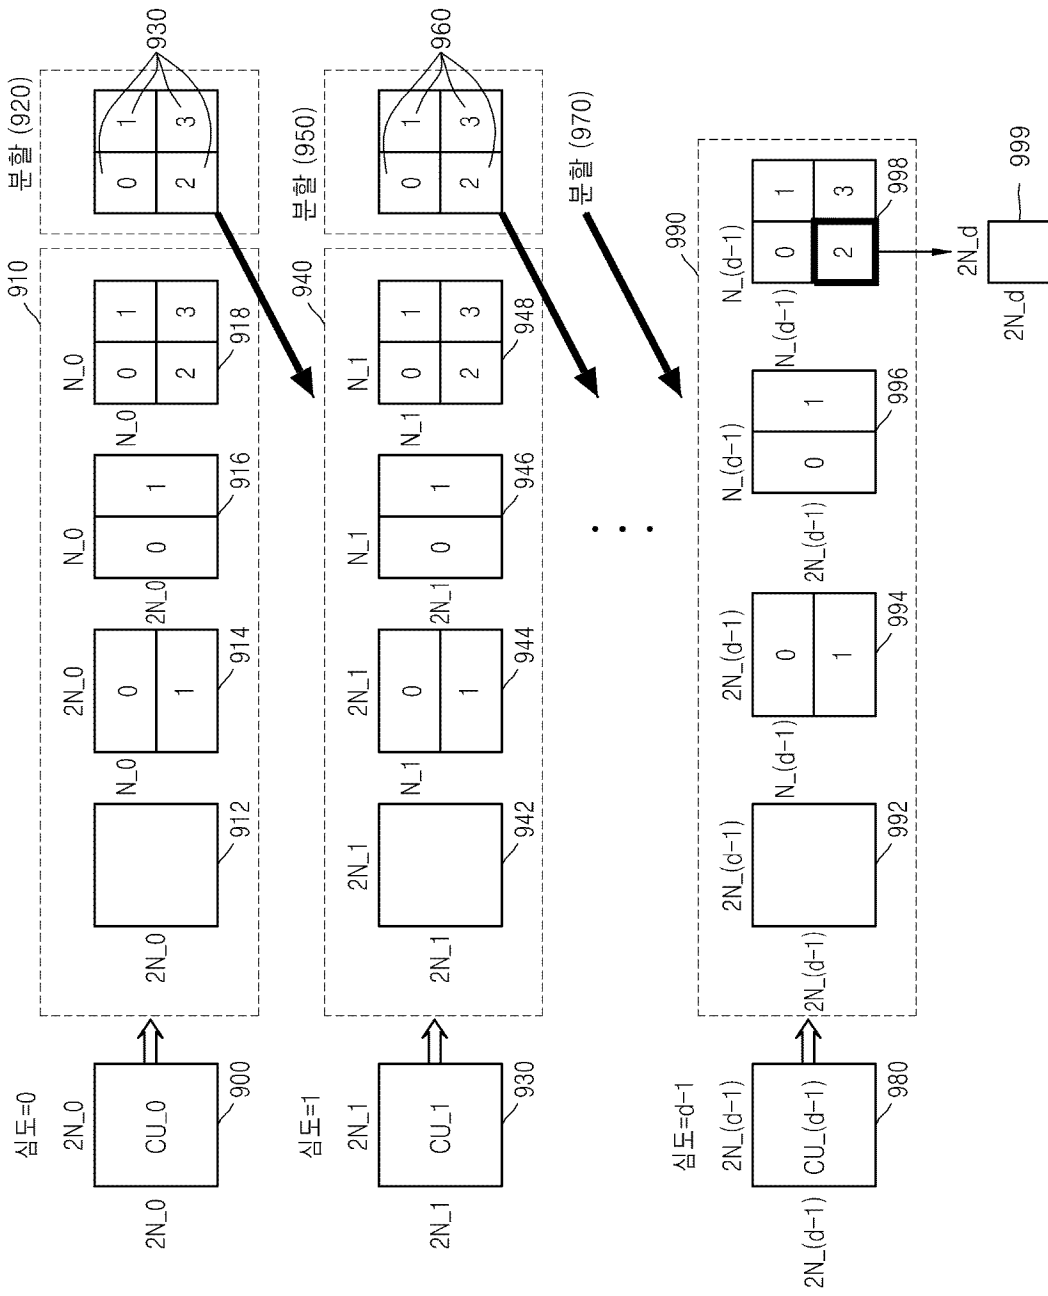 심도=0
2N_0
2N_0
CU_0
900
910
2N_0
912
2N_0
N_0
0
1
914
N_0
2N_0
0
1
916
N_0
N_0
0
1
2
3
918
분할 (920)
0
1
2
3
930
심도=1
2N_1
2N_1
CU_1
930
940
2N_1
2N_1
942
2N_1
N_1
0
1
944
N_1
2N_1
0
1
946
N_1
N_1
0
1
2
3
948
분할 (950)
0
1
2
3
960
분할 (970)
심도=d-1
2N_(d-1)
2N_(d-1)
CU_(d-1)
980
990
2N_(d-1)
2N_(d-1)
992
2N_(d-1)
N_(d-1)
0
1
994
N_(d-1)
2N_(d-1)
0
1
996
N_(d-1)
N_(d-1)
0
1
2
3
998
2N_d
2N_d
999